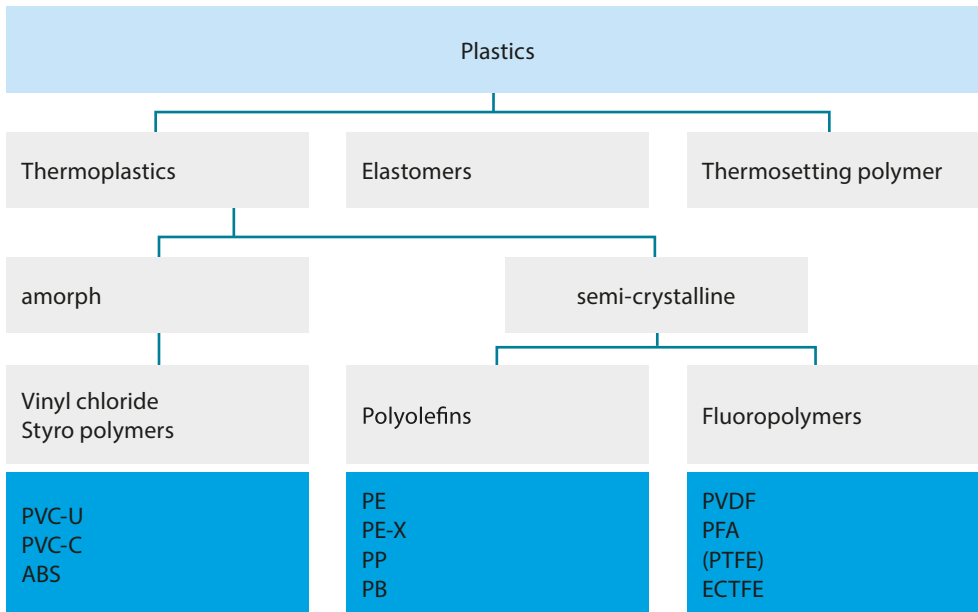 Plastics
Thermoplastics
Elastomers
Thermosetting polymer
amorph
semi-crystalline
Vinyl chloride
Styro polymers
Polyolefins
Fluoropolymers
PVC-U
PVC-C
ABS
PE
PE-X
PP
PB
PVDF
PFA
(PTFE)
ECTFE